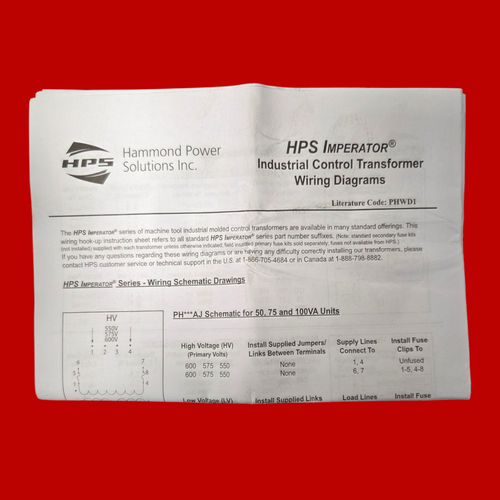 HPS
Hammond Power
Solutions Inc.
HPS IMPERATOR®
Industrial Control Transformer
Wiring Diagrams
Literature Code: PHWD1
The HPS IMPERATOR® series of machine tool industrial molded control transformers are available in many standard offerings. This
wiring hook-up instruction sheet refers to all standard HPS IMPERATOR® series part number suffixes. (Note: standard secondary fuse kits
(not installed) supplied with each transformer unless otherwise indicated; field installed primary fuse kits sold separately; fuses not available from HPS.)
If you have any questions regarding these wiring diagrams or are having any difficulty correctly installing our transformers, please
contact HPS customer service or technical support in the U.S. at 1-866-705-4684 or in Canada at 1-888-798-8882.
HPS IMPERATOR® Series - Wiring Schematic Drawings
PH***AJ Schematic for 50, 75 and 100VA Units
HV
550V
575V
600V
1 2 3 4
High Voltage (HV) Install Supplied Jumpers/ Supply Lines Install Fuse
(Primary Volts) Links Between Terminals Connect To Clips To
600 575 550 None 1, 4 Unfused
600 575 550 None 6, 7 1-5, 4-8
Low Voltage (LV) Install Supplied Links Load Lines Install Fuse